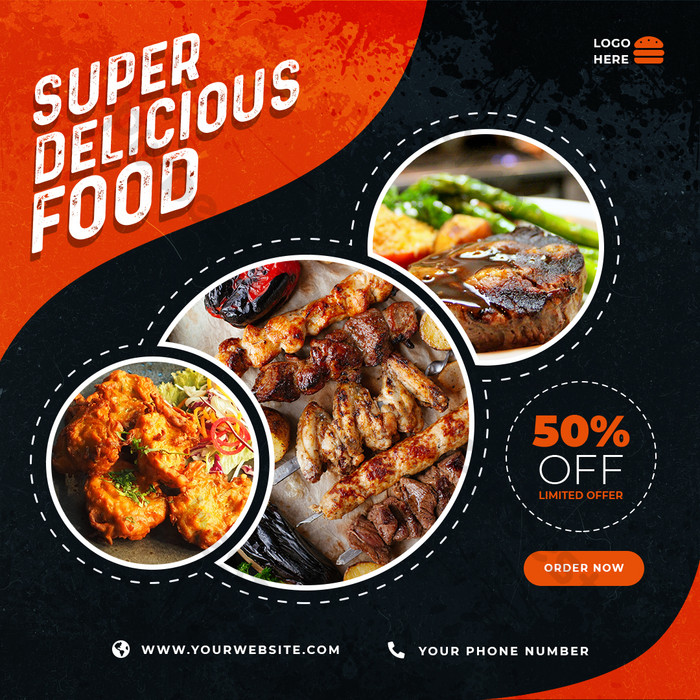 SUPER
DELICIOUS
FOOD
LOGO
HERE
50%
OFF
LIMITED OFFER
ORDER NOW
WWW.YOURWEBSITE.COM
YOUR PHONE NUMBER